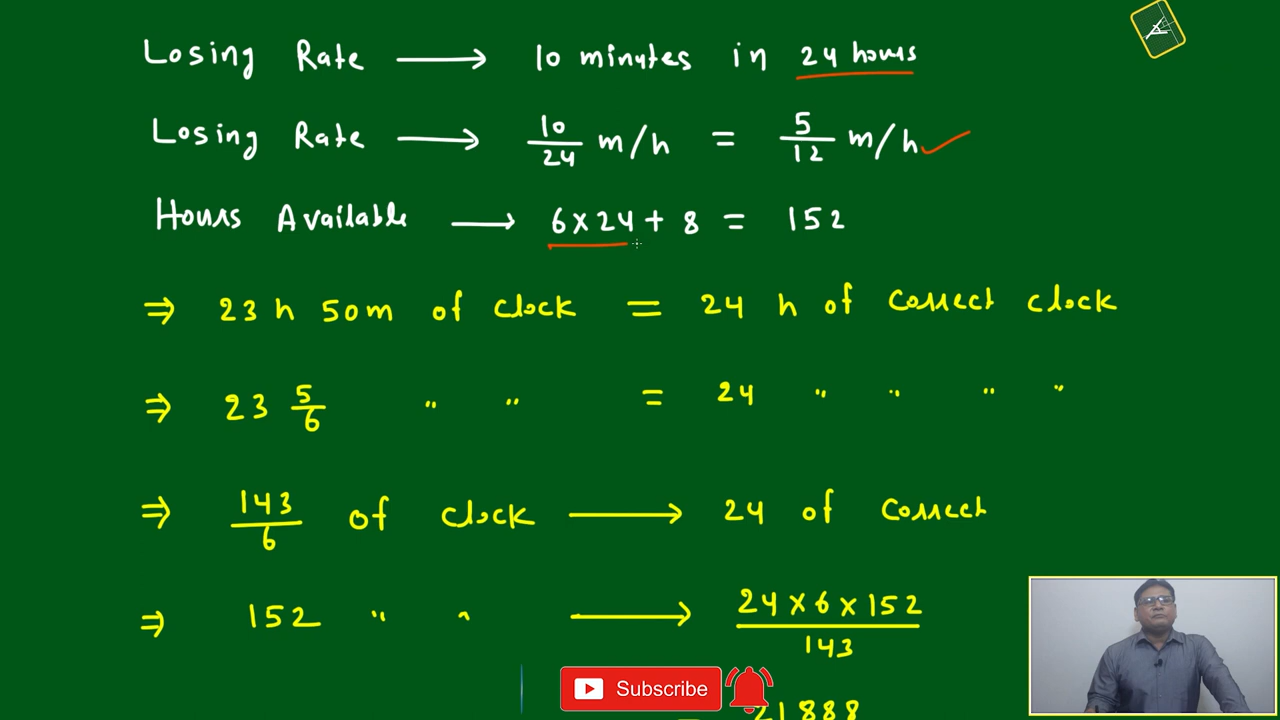 Losing Rate ⟶ 10 minutes in 24 hours
Losing Rate ⟶ 10/24 m/h = 5/12 m/h
Hours Available ⟶ 6×24 + 8 = 152
⇒ 23 h 50m of clock = 24 h of correct clock
⇒ 23 5/6 " " = 24 " " " "
⇒ 143/6 of clock ⟶ 24 of correct
⇒ 152 " " ⟶ 24×6×152/143
= 21888
Subscribe